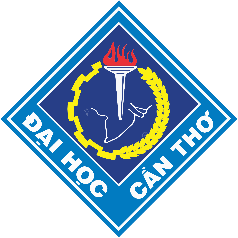 ĐẠI HỌC
CẦN THƠ